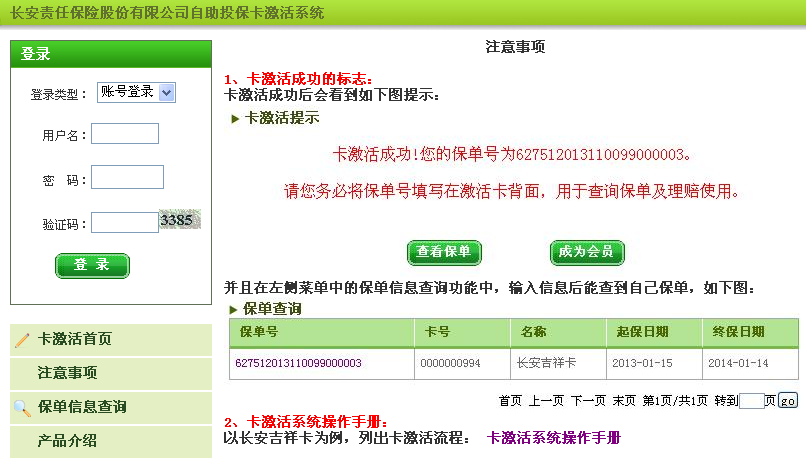 长安责任保险股份有限公司自助投保卡激活系统
登录
登录类型： 账号登录
用户名：
密 码：
验证码： 3385
登 录
卡激活首页
注意事项
保单信息查询
产品介绍
注意事项
1、卡激活成功的标志：
卡激活成功后会看到如下图提示：
卡激活提示
卡激活成功!您的保单号为627512013110099000003。
请您务必将保单号填写在激活卡背面，用于查询保单及理赔使用。
查看保单 成为会员
并且在左侧菜单中的保单信息查询功能中，输入信息后能查到自己保单，如下图：
保单查询
保单号 卡号 名称 起保日期 终保日期
627512013110099000003 0000000994 长安吉祥卡 2013-01-15 2014-01-14
首页 上一页 下一页 末页 第1页/共1页 转到 页 go
2、卡激活系统操作手册：
以长安吉祥卡为例，列出卡激活流程： 卡激活系统操作手册